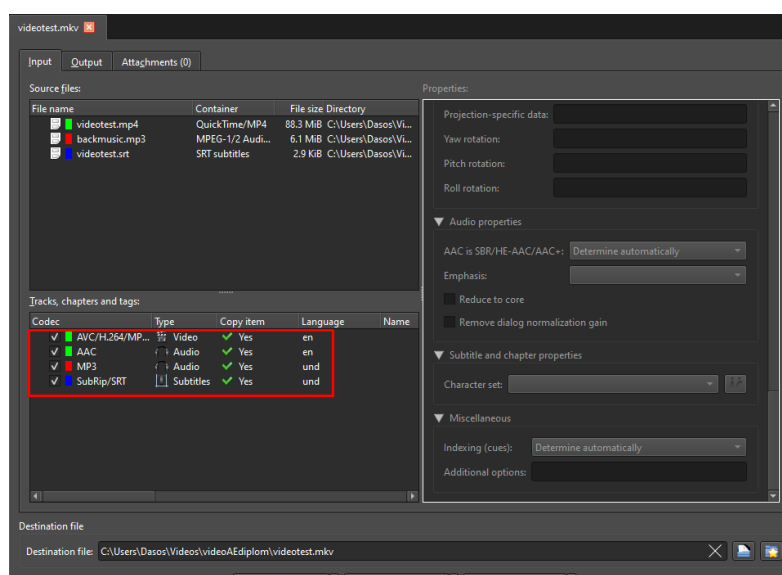 videotest.mkv
Input Output Attachments (0)
Source files:
File name Container File size Directory
videotest.mp4 QuickTime/MP4 88.3 MiB C:\Users\Dasos\Vi...
backmusic.mp3 MPEG-1/2 Audi... 6.1 MiB C:\Users\Dasos\Vi...
videotest.srt SRT subtitles 2.9 KiB C:\Users\Dasos\Vi...
Tracks, chapters and tags:
Codec Type Copy item Language Name
AVC/H.264/MP... Video Yes en
AAC Audio Yes en
MP3 Audio Yes und
SubRip/SRT Subtitles Yes und
Properties:
Projection-specific data:
Yaw rotation:
Pitch rotation:
Roll rotation:
Audio properties
AAC is SBR/HE-AAC/AAC+: Determine automatically
Emphasis:
Reduce to core
Remove dialog normalization gain
Subtitle and chapter properties
Character set:
Miscellaneous
Indexing (cues): Determine automatically
Additional options:
Destination file
Destination file: C:\Users\Dasos\Videos\videoAEdiplom\videotest.mkv